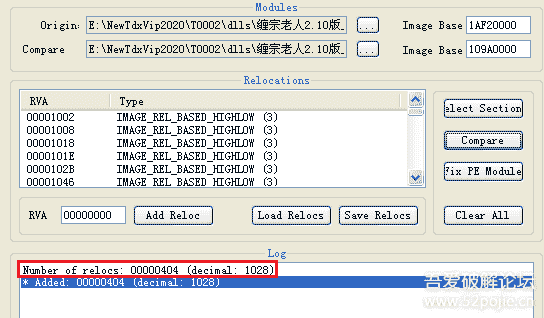 Modules
Origin: E:\NewTdxVip2020\T0002\dlls\缠宗老人2.10版_ ... Image Base 1AF20000
Compare E:\NewTdxVip2020\T0002\dlls\缠宗老人2.10版_ ... Image Base 109A0000
Relocations
RVA Type
00001002 IMAGE_REL_BASED_HIGHLOW (3)
00001008 IMAGE_REL_BASED_HIGHLOW (3)
00001018 IMAGE_REL_BASED_HIGHLOW (3)
0000101E IMAGE_REL_BASED_HIGHLOW (3)
0000102B IMAGE_REL_BASED_HIGHLOW (3)
00001046 IMAGE_REL_BASED_HIGHLOW (3)
elect Section
Compare
Fix PE Module
Clear All
RVA 00000000 Add Reloc Load Relocs Save Relocs
Log
Number of relocs: 00000404 (decimal: 1028)
* Added: 00000404 (decimal: 1028)
吾爱破解论坛
www.52pojie.cn